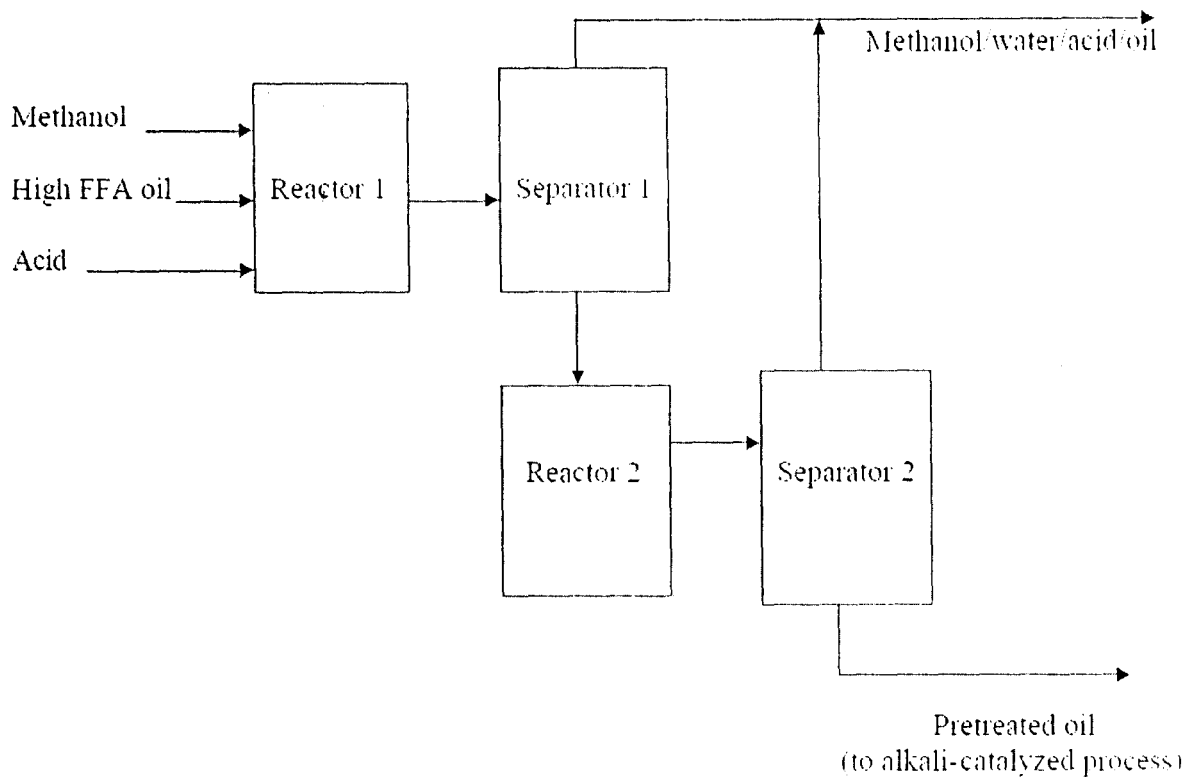 Methanol/water/acid/oil
Methanol
High FFA oil
Reactor 1
Separator 1
Acid
Reactor 2
Separator 2
Pretreated oil
(to alkali-catalyzed process)